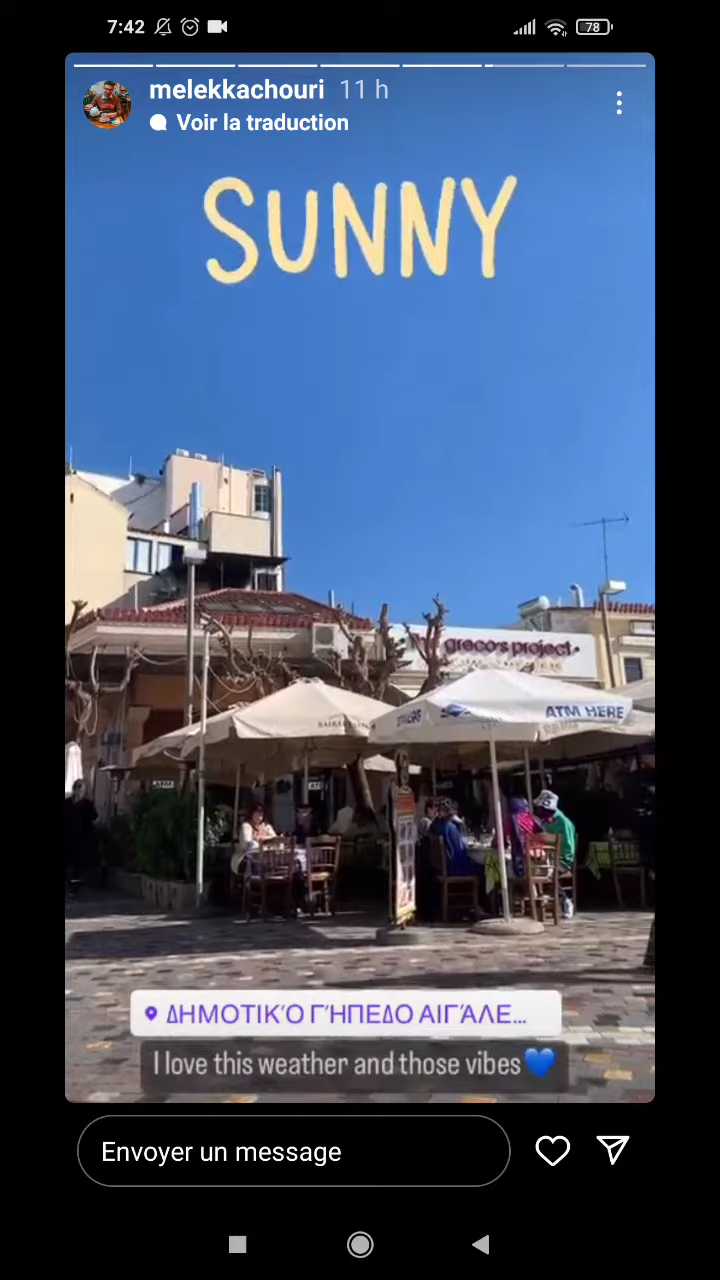 7:42
78
melekkachouri 11 h
Voir la traduction
SUNNY
greco's project
ATM HERE
ΔΗΜΟΤΙΚΌ ΓΉΠΕΔΟ ΑΙΓΆΛΕ...
I love this weather and those vibes💙
Envoyer un message